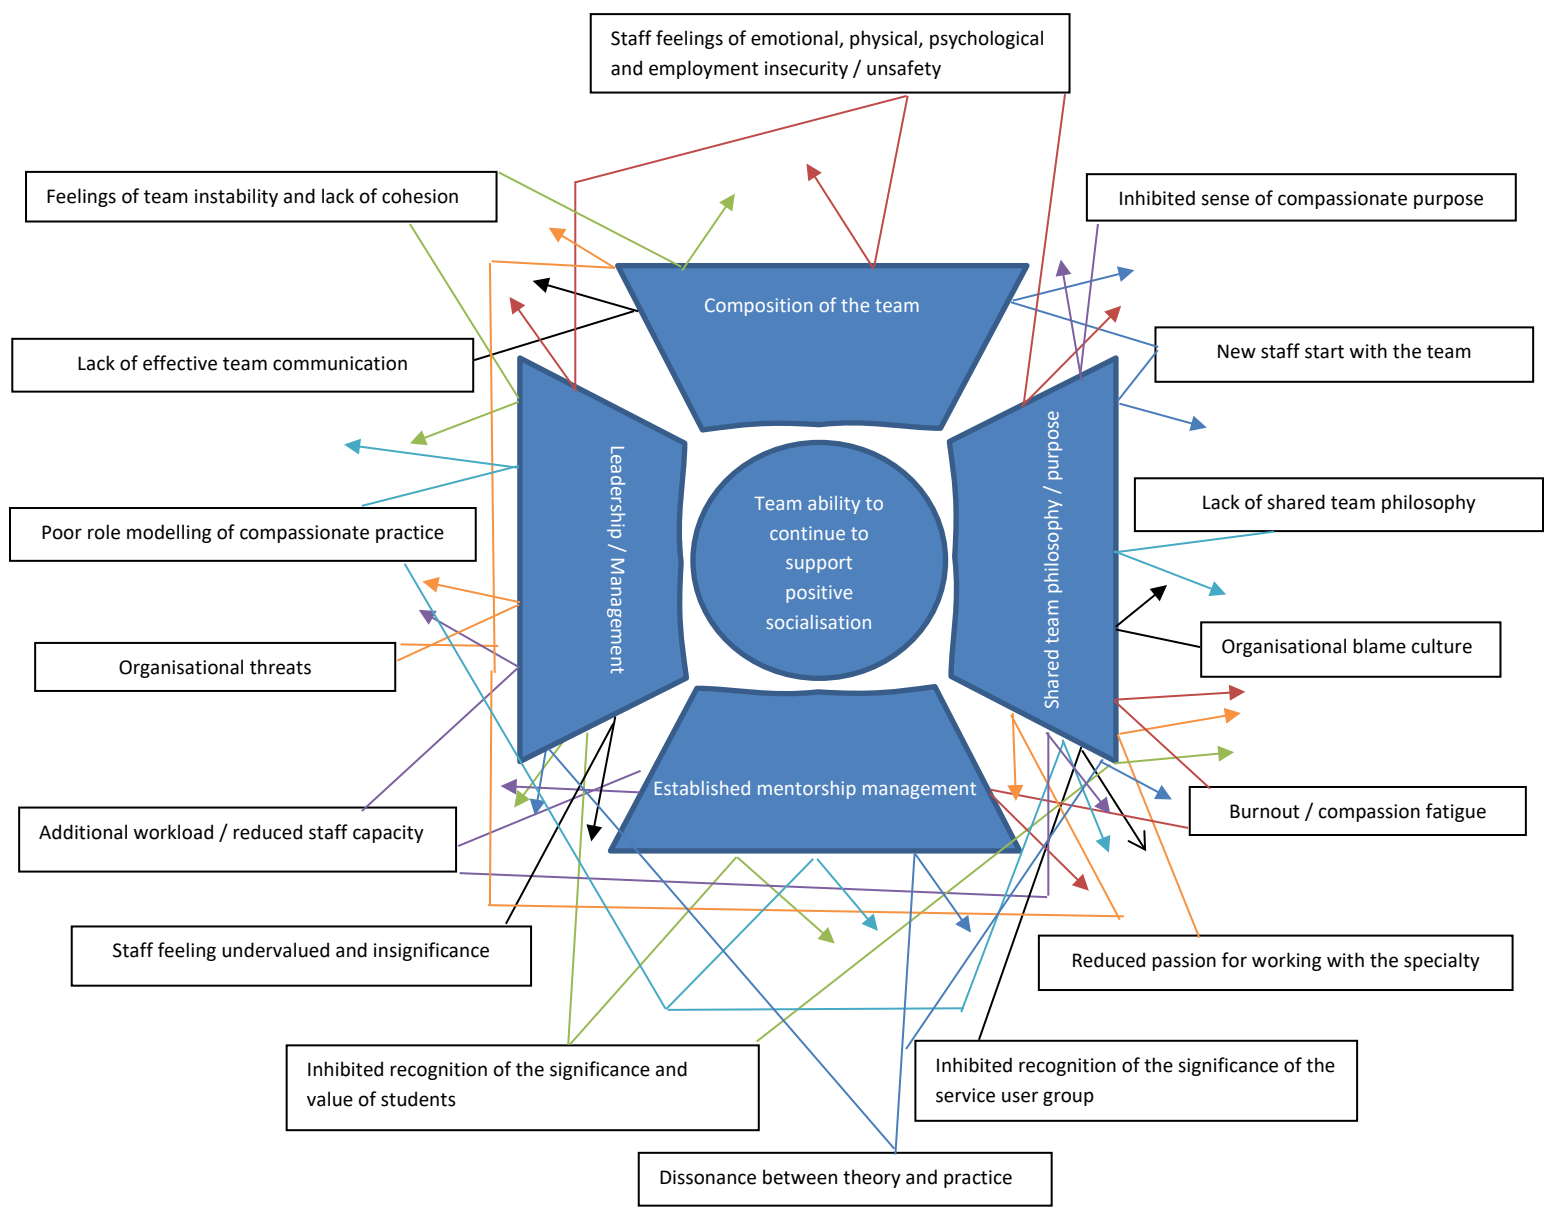 Staff feelings of emotional, physical, psychological
and employment insecurity / unsafety
Feelings of team instability and lack of cohesion
Inhibited sense of compassionate purpose
Composition of the team
Lack of effective team communication
New staff start with the team
Leadership / Management
Team ability to
continue to
support
positive
socialisation
Shared team philosophy / purpose
Lack of shared team philosophy
Poor role modelling of compassionate practice
Organisational blame culture
Organisational threats
Established mentorship management
Burnout / compassion fatigue
Additional workload / reduced staff capacity
Staff feeling undervalued and insignificance
Reduced passion for working with the specialty
Inhibited recognition of the significance and
value of students
Inhibited recognition of the significance of the
service user group
Dissonance between theory and practice